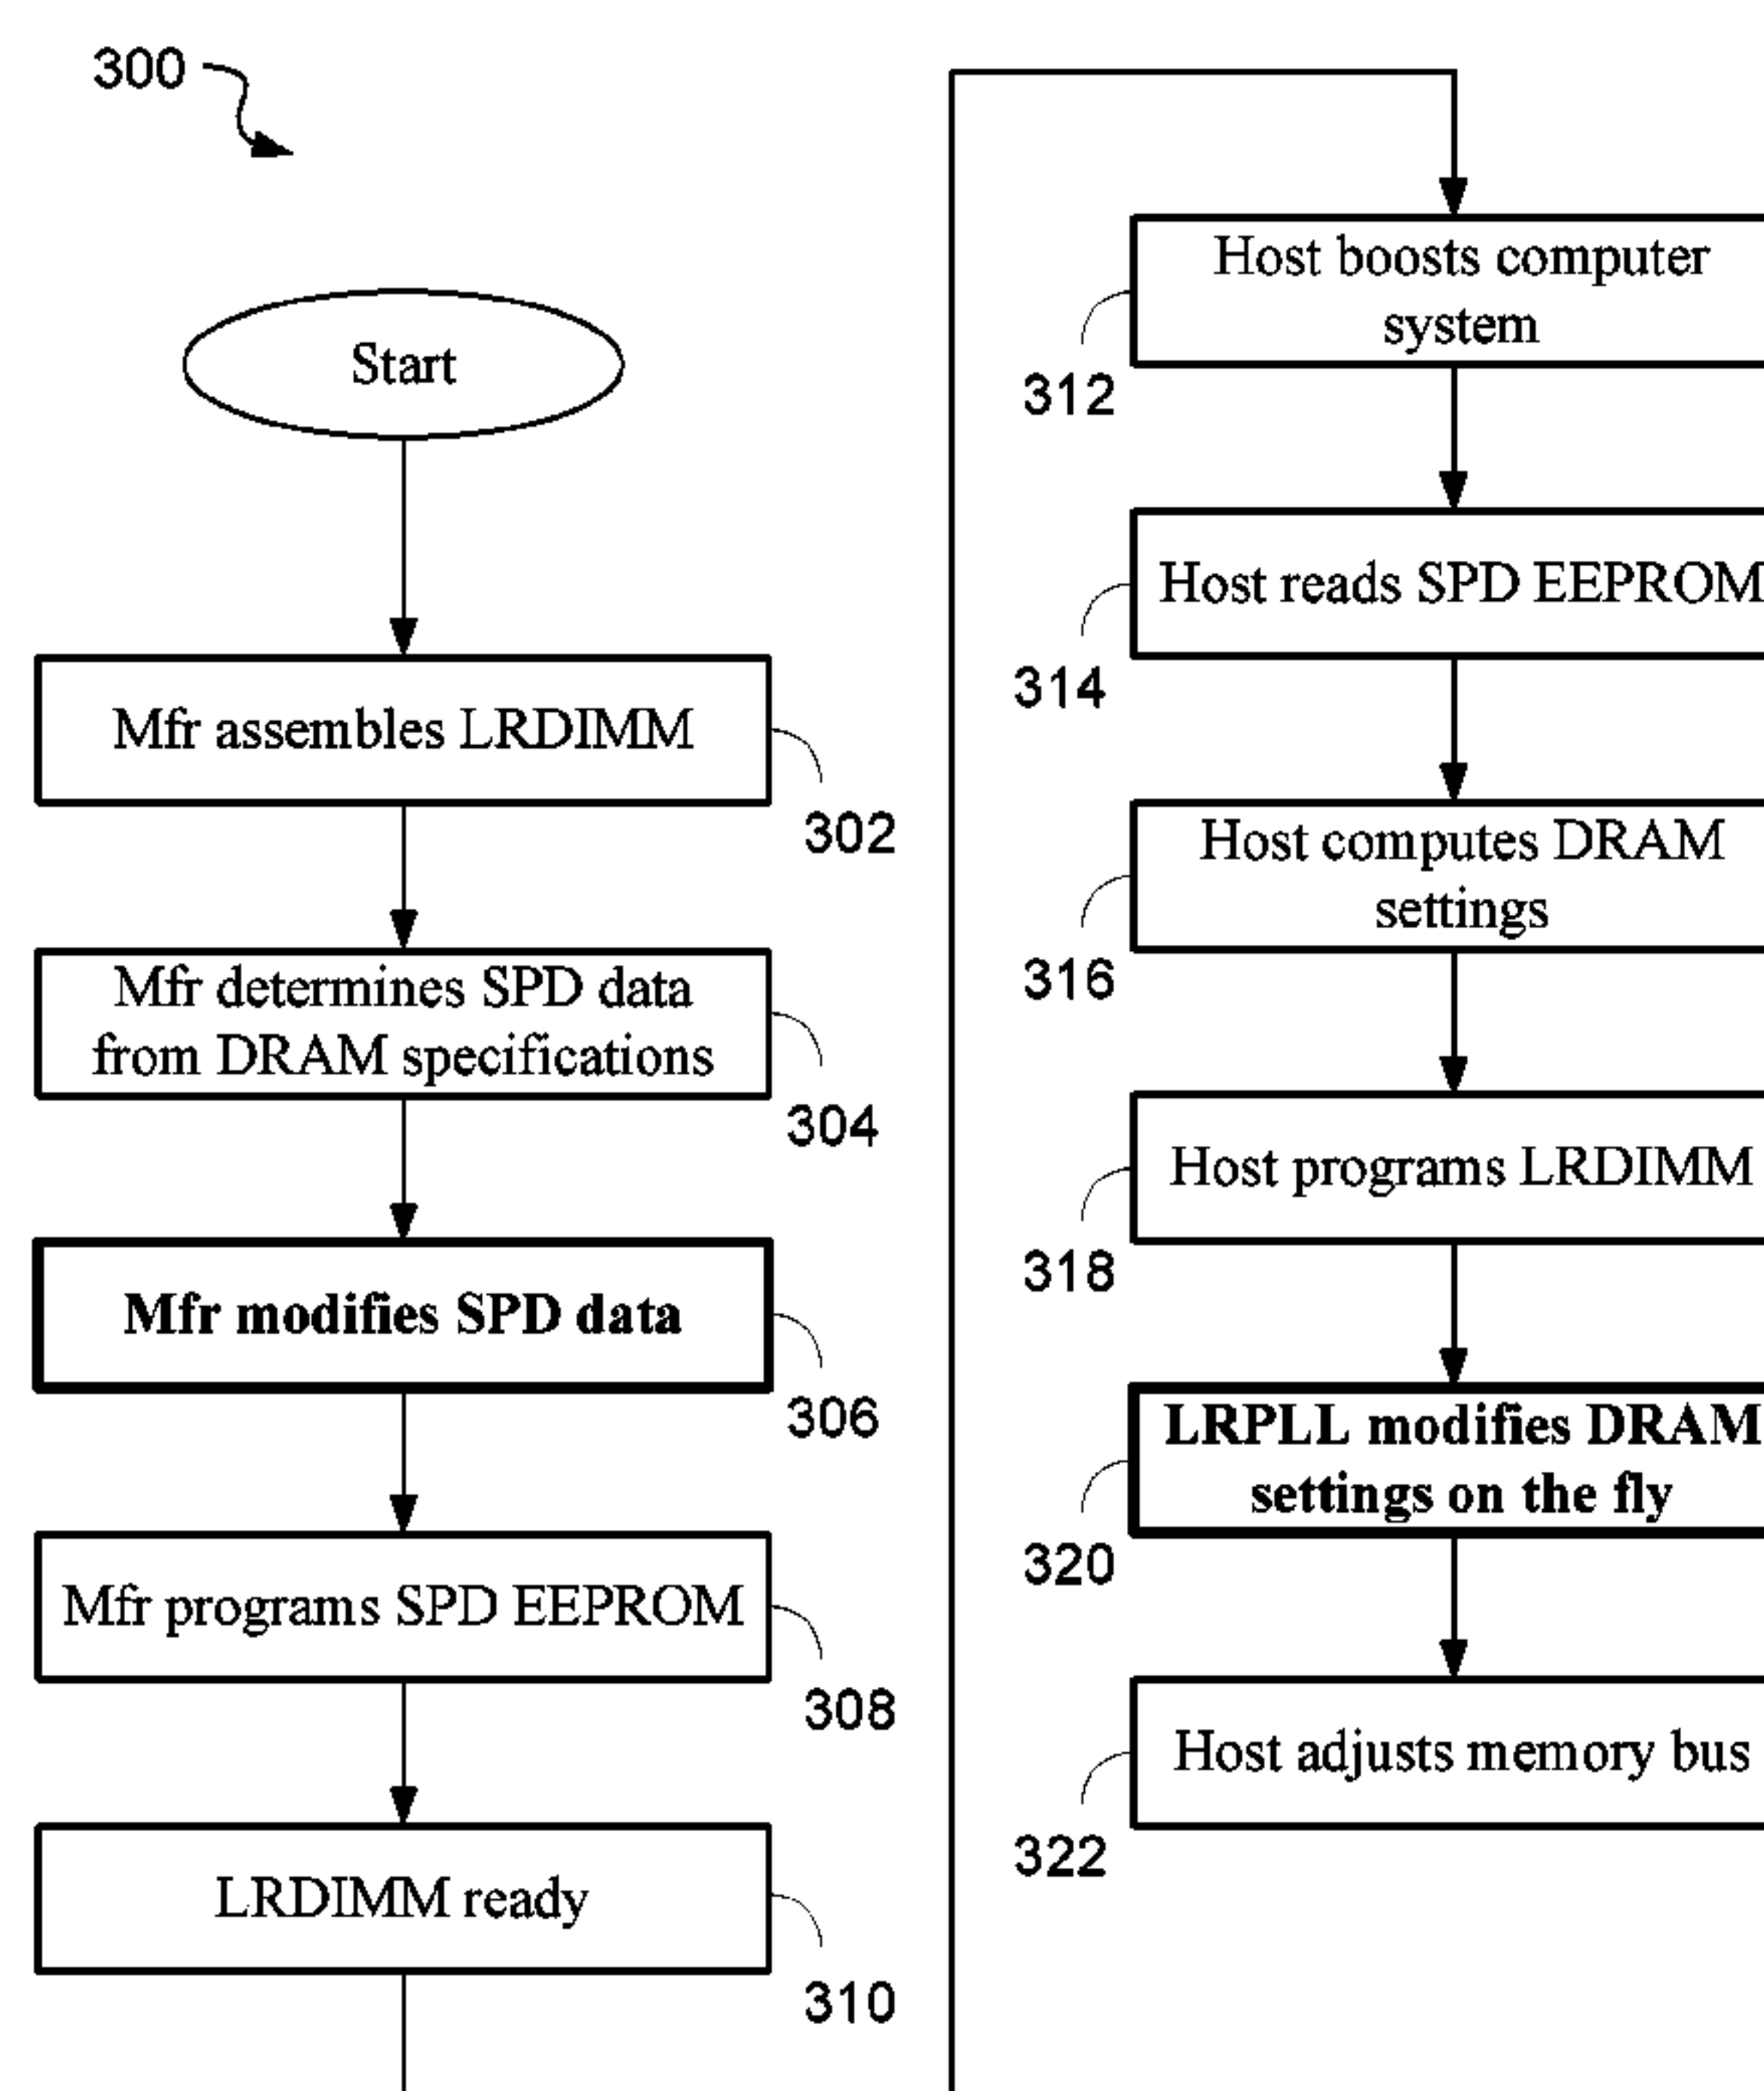 300
Start
Mfr assembles LRDIMM
302
Mfr determines SPD data
from DRAM specifications
304
Mfr modifies SPD data
306
Mfr programs SPD EEPROM
308
LRDIMM ready
310
Host boosts computer
system
312
Host reads SPD EEPROM
314
Host computes DRAM
settings
316
Host programs LRDIMM
318
LRPLL modifies DRAM
settings on the fly
320
Host adjusts memory bus
322